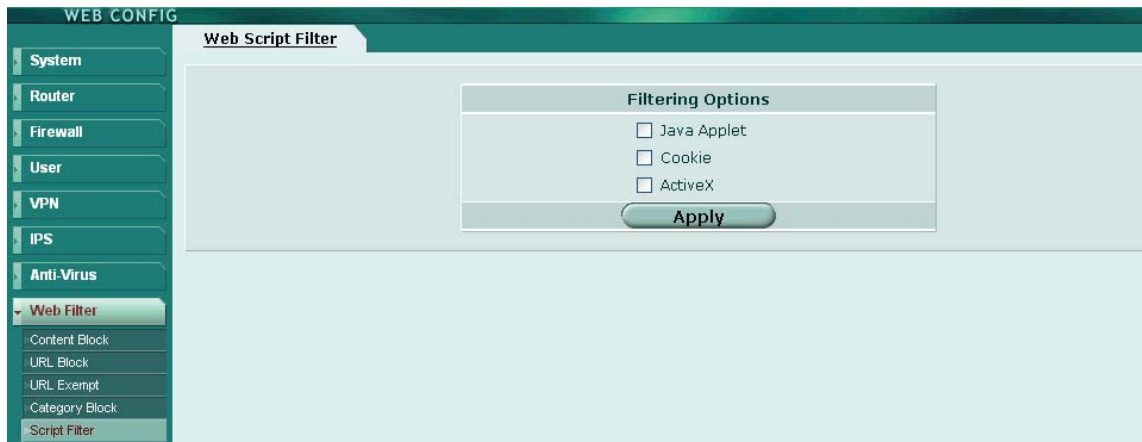 WEB CONFIG
Web Script Filter
System
Router
Firewall
User
VPN
IPS
Anti-Virus
Web Filter
Content Block
URL Block
URL Exempt
Category Block
Script Filter
Filtering Options
Java Applet
Cookie
ActiveX
Apply